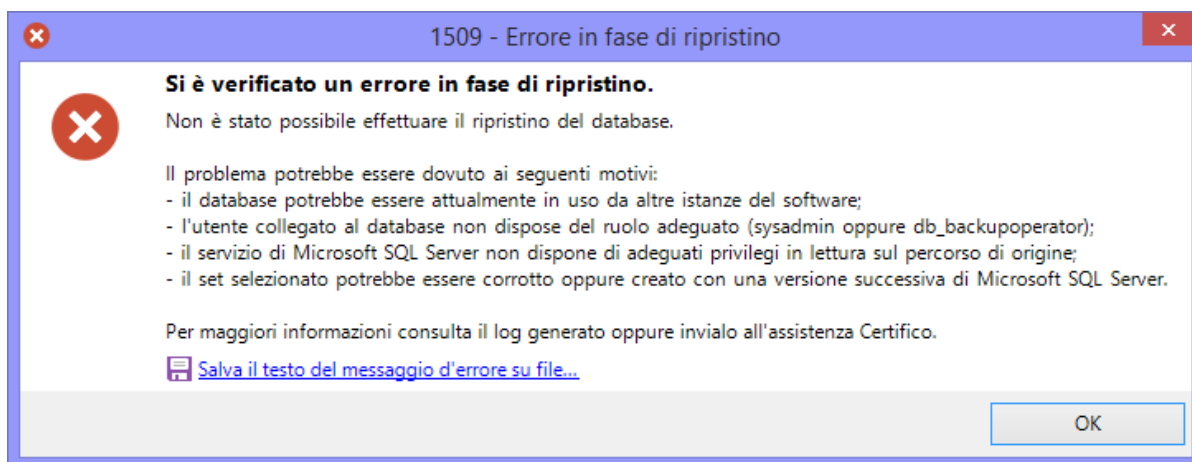 1509 - Errore in fase di ripristino
Si è verificato un errore in fase di ripristino.
Non è stato possibile effettuare il ripristino del database.
Il problema potrebbe essere dovuto ai seguenti motivi:
- il database potrebbe essere attualmente in uso da altre istanze del software;
- l'utente collegato al database non dispose del ruolo adeguato (sysadmin oppure db_backupoperator);
- il servizio di Microsoft SQL Server non dispone di adeguati privilegi in lettura sul percorso di origine;
- il set selezionato potrebbe essere corrotto oppure creato con una versione successiva di Microsoft SQL Server.
Per maggiori informazioni consulta il log generato oppure invialo all'assistenza Certifico.
Salva il testo del messaggio d'errore su file...
OK